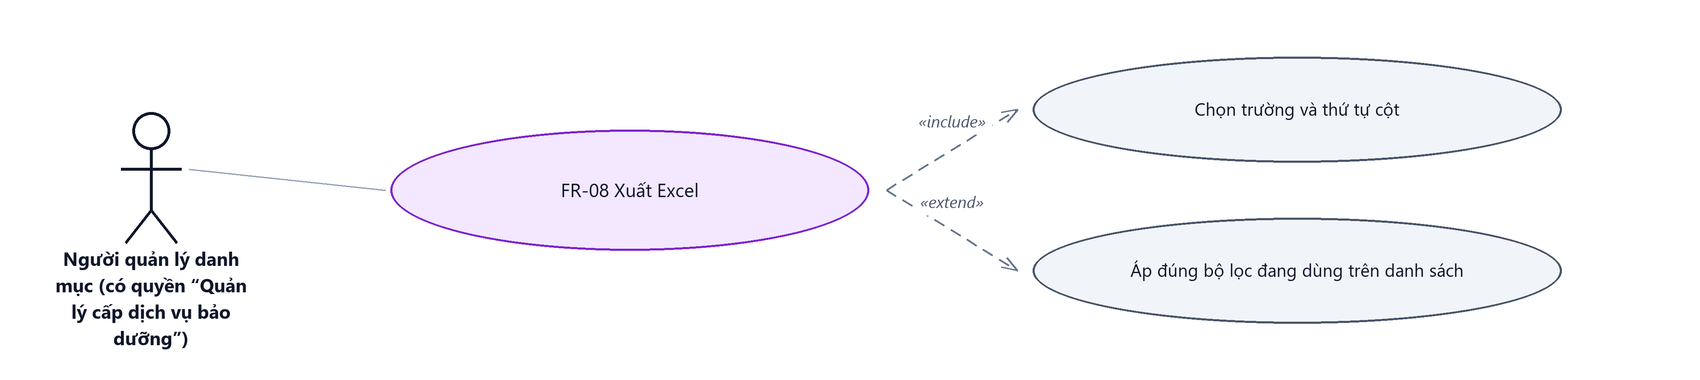 Chọn trường và thứ tự cột
«include»
FR-08 Xuất Excel
«extend»
Người quản lý danh
mục (có quyền “Quản
lý cấp dịch vụ bảo
dưỡng”)
Áp đúng bộ lọc đang dùng trên danh sách